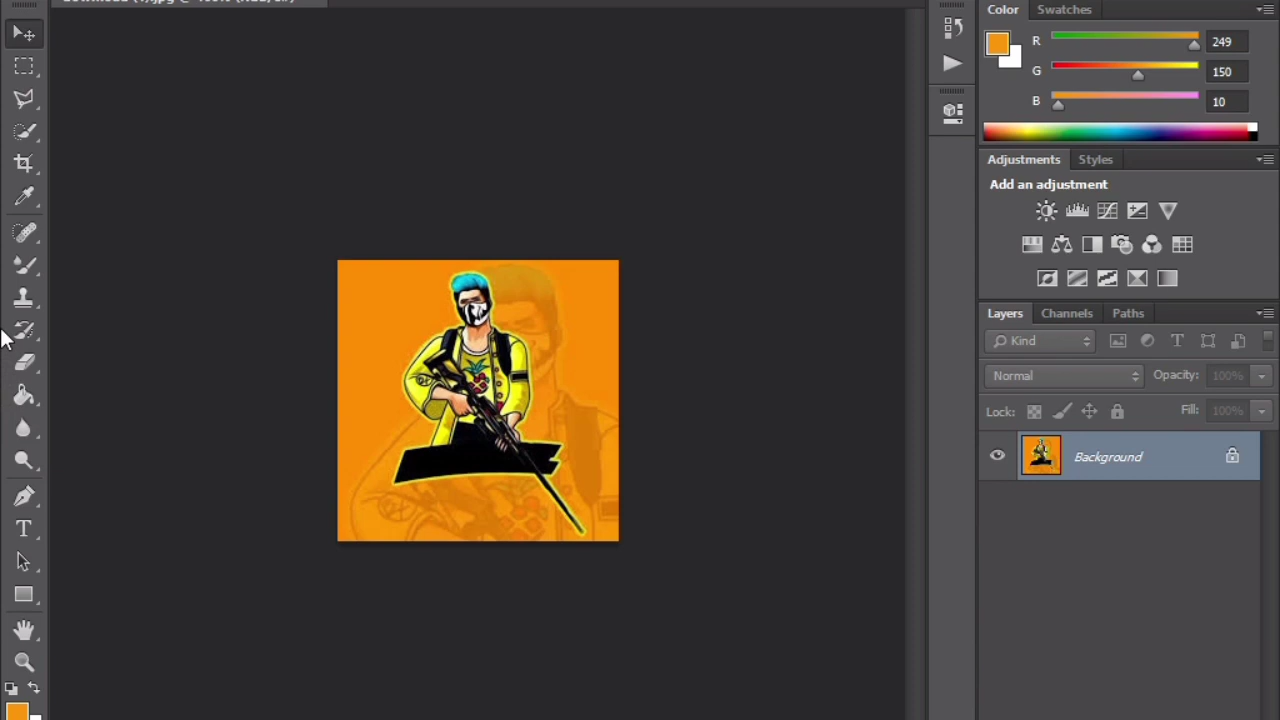 Color Swatches
R 249
G 150
B 10
Adjustments Styles
Add an adjustment
Layers Channels Paths
Kind
Normal Opacity: 100%
Lock: Fill: 100%
Background
T